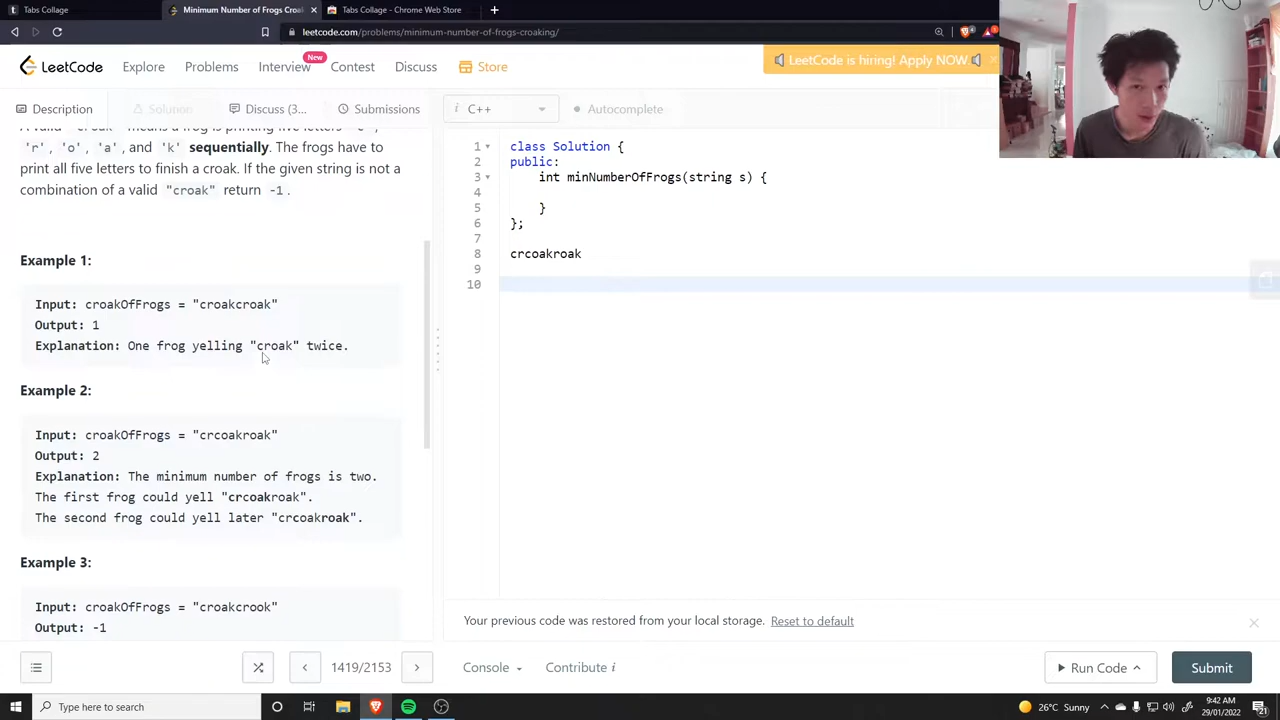 Tabs Collage
Minimum Number of Frogs Croak
Tabs Collage - Chrome Web Store
leetcode.com/problems/minimum-number-of-frogs-croaking/
LeetCode
Explore
Problems
Interview
New
Contest
Discuss
Store
LeetCode is hiring! Apply NOW
Description
Solution
Discuss (3...
Submissions
i C++
Autocomplete
'r', 'o', 'a', and 'k' sequentially. The frogs have to
print all five letters to finish a croak. If the given string is not a
combination of a valid "croak" return -1.
Example 1:
Input: croakOfFrogs = "croakcroak"
Output: 1
Explanation: One frog yelling "croak" twice.
Example 2:
Input: croakOfFrogs = "crcoakroak"
Output: 2
Explanation: The minimum number of frogs is two.
The first frog could yell "crcoakroak".
The second frog could yell later "crcoakroak".
Example 3:
Input: croakOfFrogs = "croakcrook"
Output: -1
1 class Solution {
2 public:
3 int minNumberOfFrogs(string s) {
4
5 }
6 };
7
8 crcoakroak
9
10
Your previous code was restored from your local storage. Reset to default
1419/2153
Console
Contribute i
Run Code
Submit
Type here to search
26°C Sunny
9:42 AM
29/01/2022
21